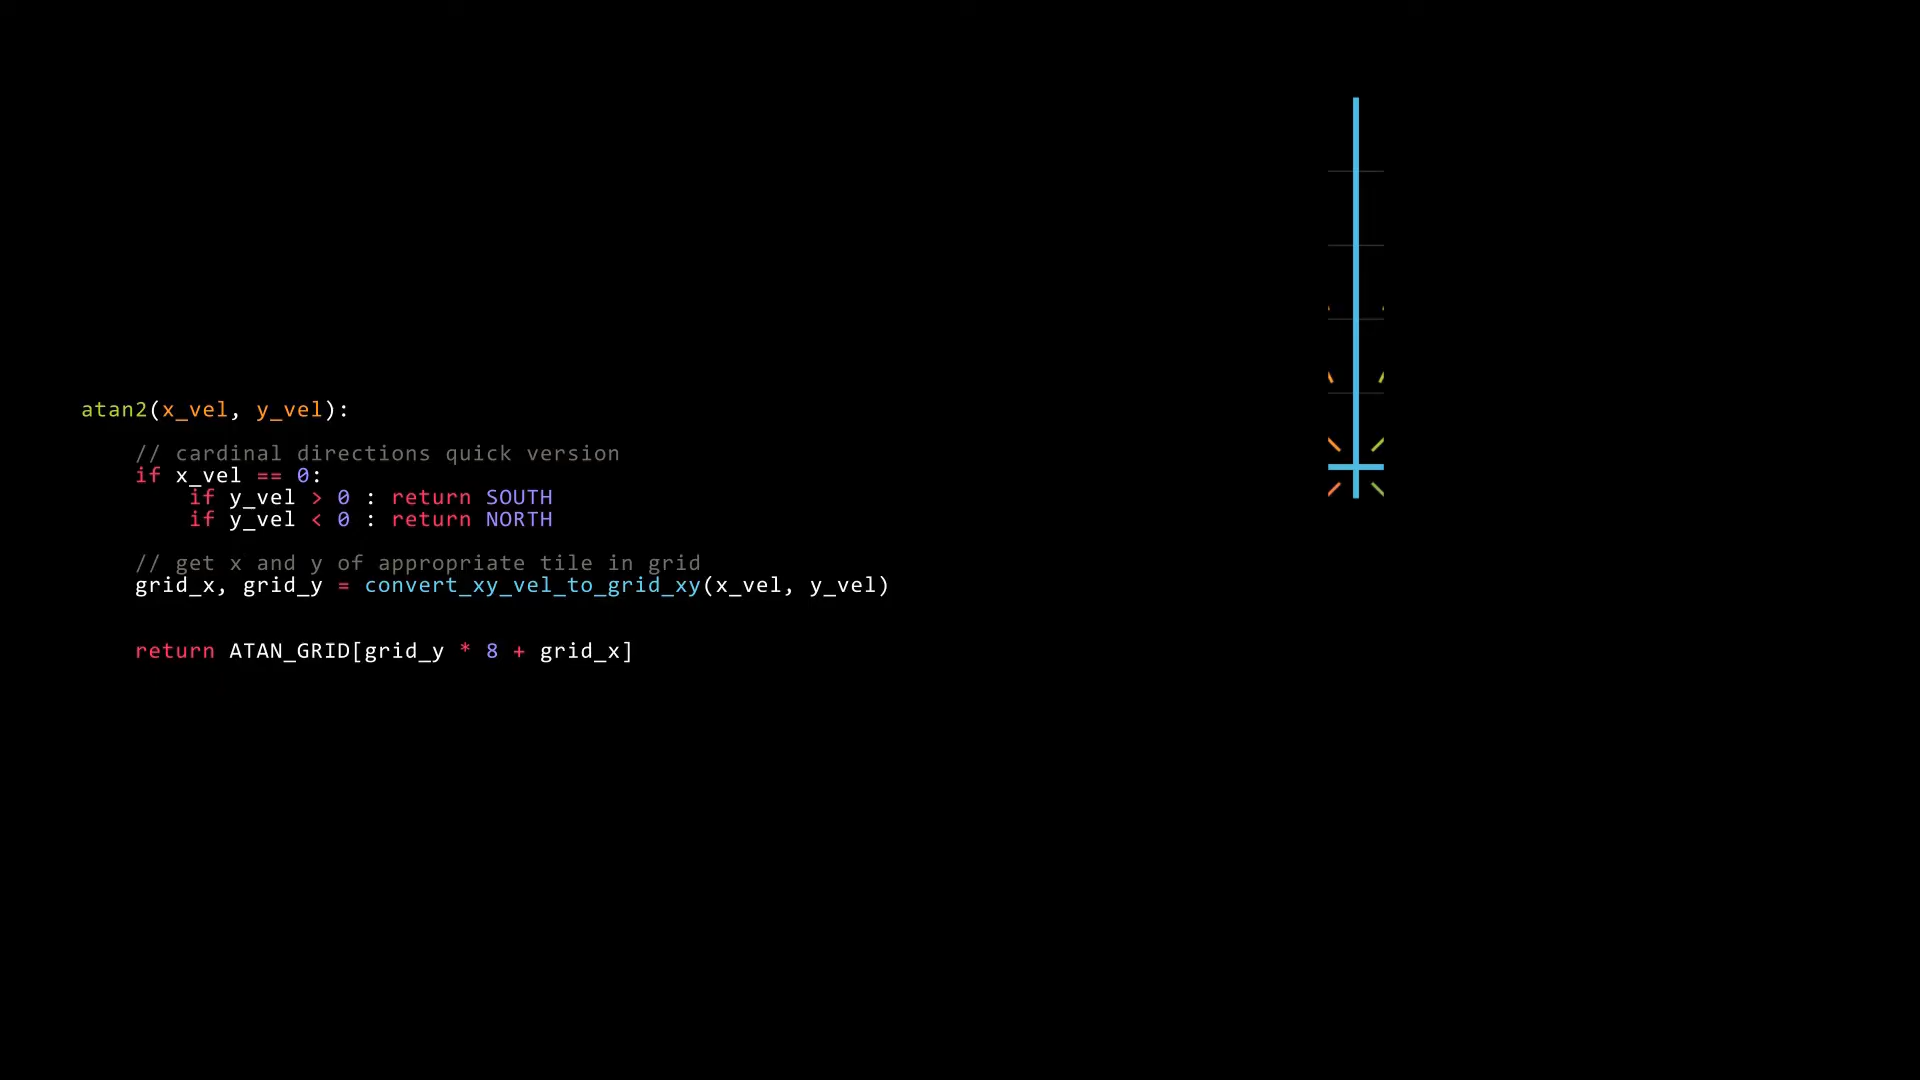 atan2(x_vel, y_vel):
// cardinal directions quick version
if x_vel == 0:
if y_vel > 0 : return SOUTH
if y_vel < 0 : return NORTH
// get x and y of appropriate tile in grid
grid_x, grid_y = convert_xy_vel_to_grid_xy(x_vel, y_vel)
return ATAN_GRID[grid_y * 8 + grid_x]